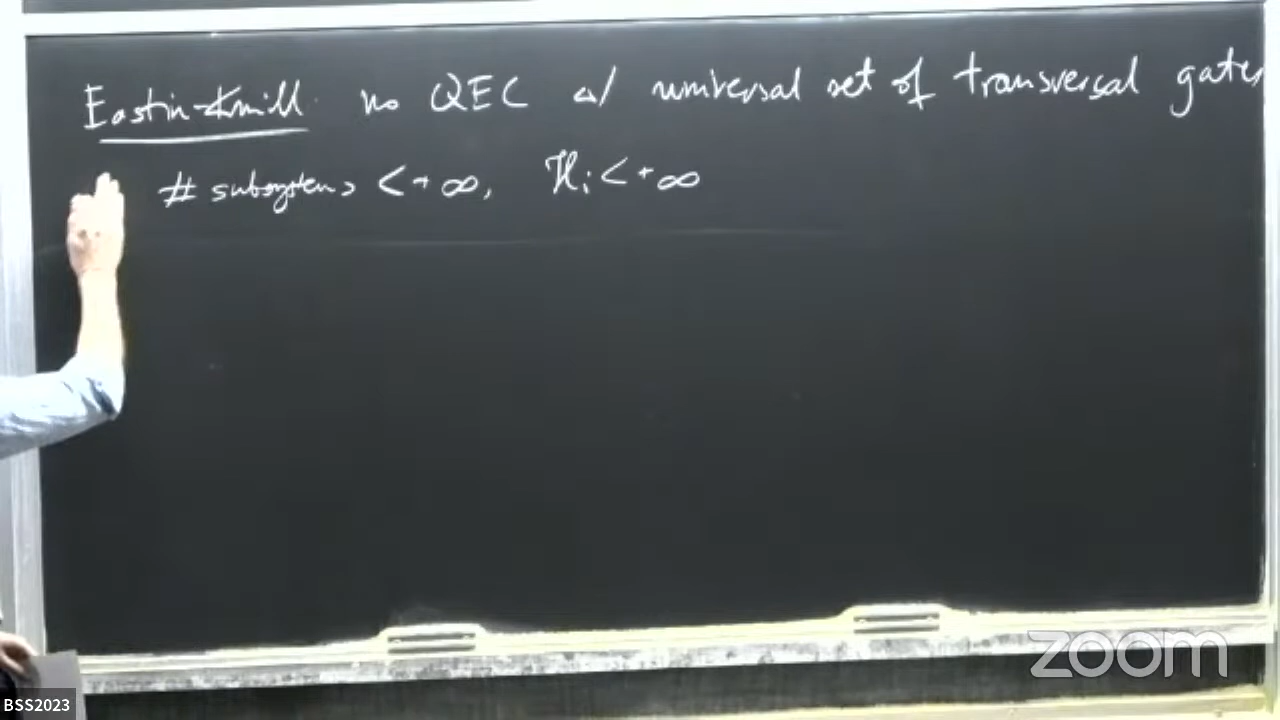 Eastin-Knill no QEC w/ universal set of transversal gates
# subsystems < + ∞, ℋᵢ < + ∞
zoom
BSS2023